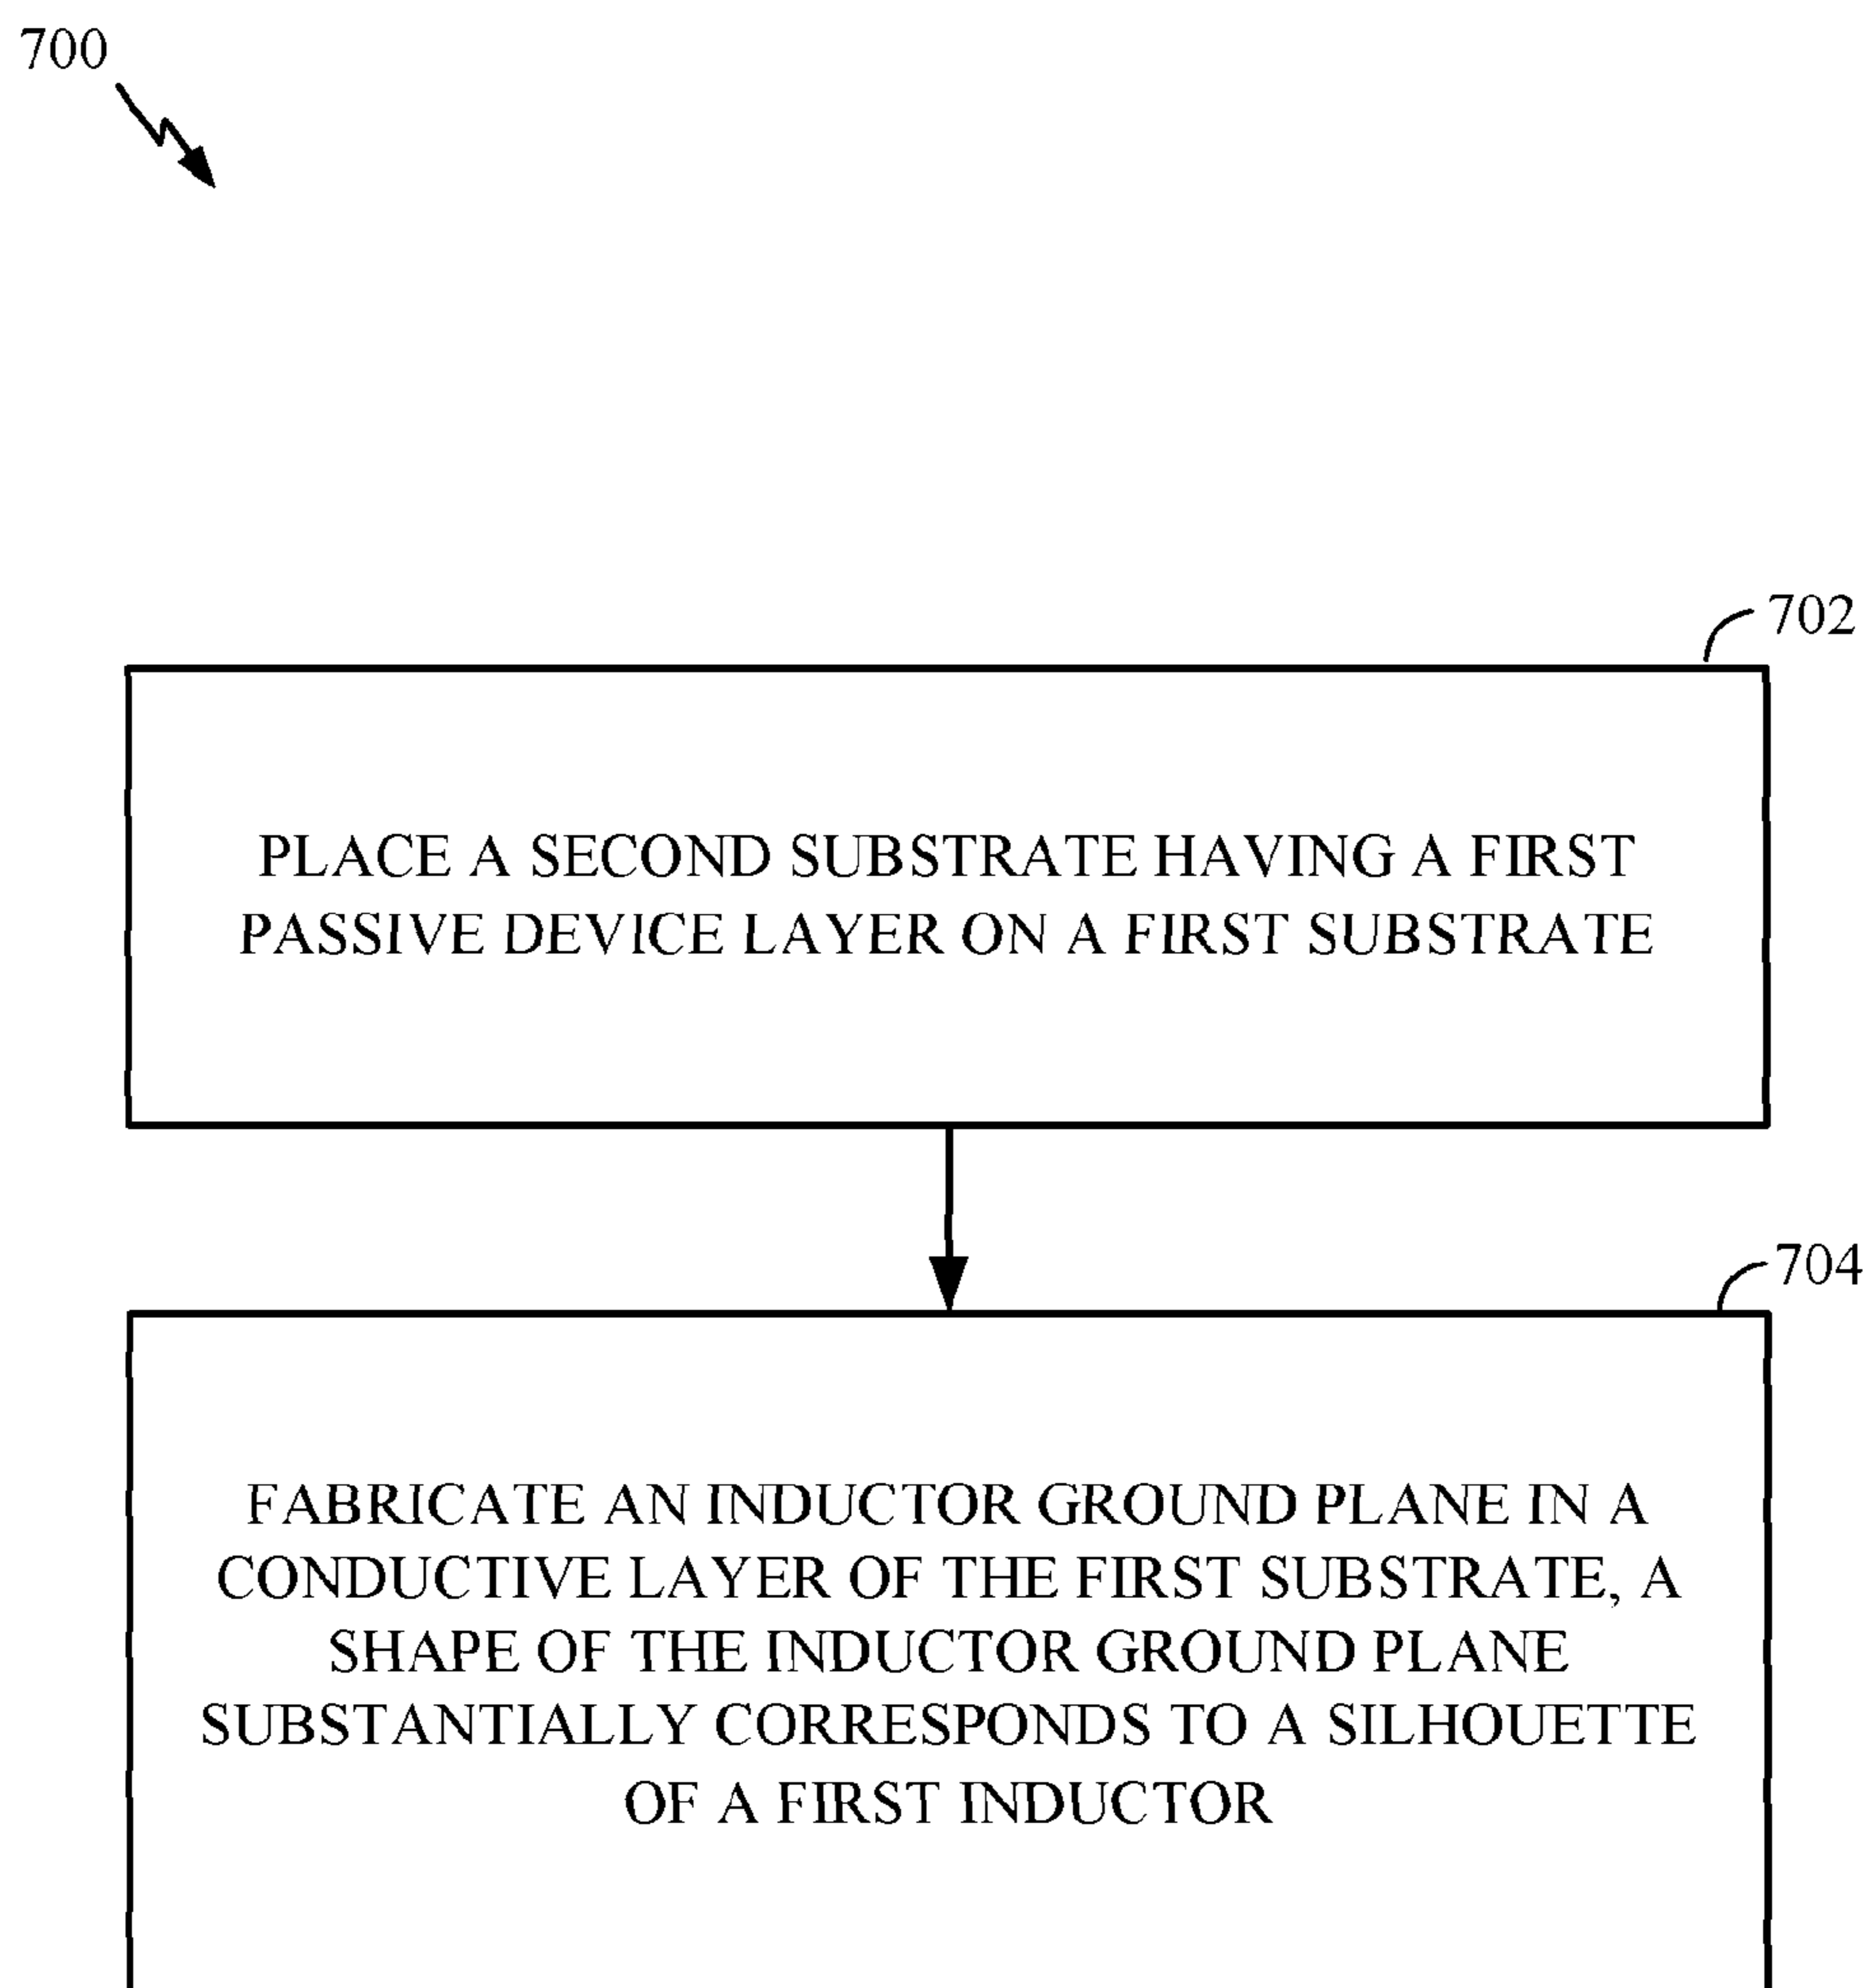 700
702
PLACE A SECOND SUBSTRATE HAVING A FIRST
PASSIVE DEVICE LAYER ON A FIRST SUBSTRATE
704
FABRICATE AN INDUCTOR GROUND PLANE IN A
CONDUCTIVE LAYER OF THE FIRST SUBSTRATE, A
SHAPE OF THE INDUCTOR GROUND PLANE
SUBSTANTIALLY CORRESPONDS TO A SILHOUETTE
OF A FIRST INDUCTOR